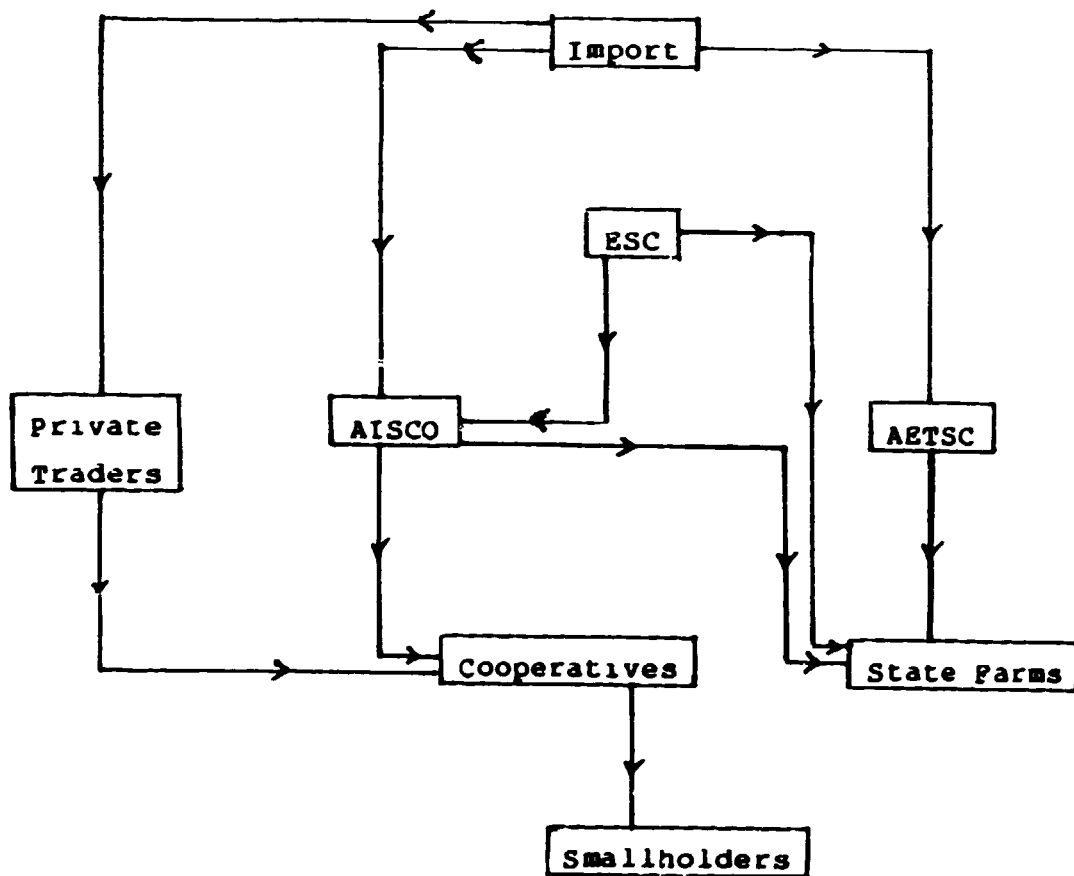 Import
ESC
Private
Traders
AISCO
AETSC
Cooperatives
State Farms
Smallholders